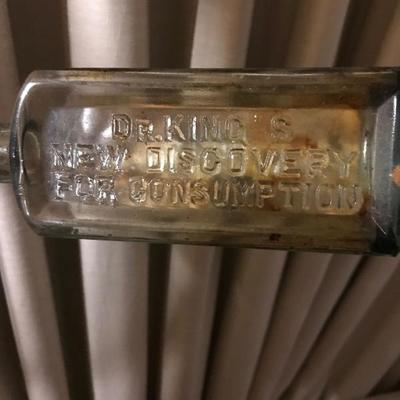 DR. KING'S
NEW DISCOVERY
FOR CONSUMPTION